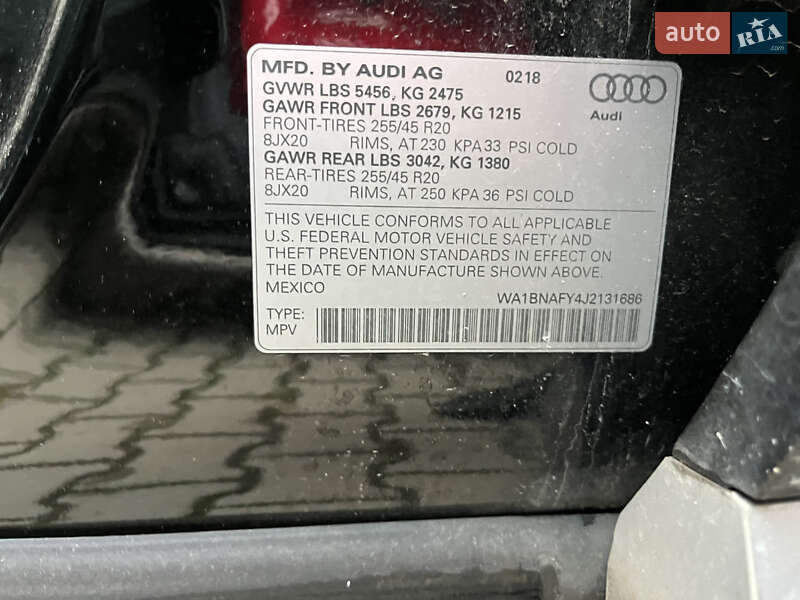 auto RIA .com
MFD. BY AUDI AG 0218
GVWR LBS 5456, KG 2475
GAWR FRONT LBS 2679, KG 1215
Audi
FRONT-TIRES 255/45 R20
8JX20 RIMS, AT 230 KPA 33 PSI COLD
GAWR REAR LBS 3042, KG 1380
REAR-TIRES 255/45 R20
8JX20 RIMS, AT 250 KPA 36 PSI COLD
THIS VEHICLE CONFORMS TO ALL APPLICABLE
U.S. FEDERAL MOTOR VEHICLE SAFETY AND
THEFT PREVENTION STANDARDS IN EFFECT ON
THE DATE OF MANUFACTURE SHOWN ABOVE.
MEXICO WA1BNAFY4J2131686
TYPE:
MPV